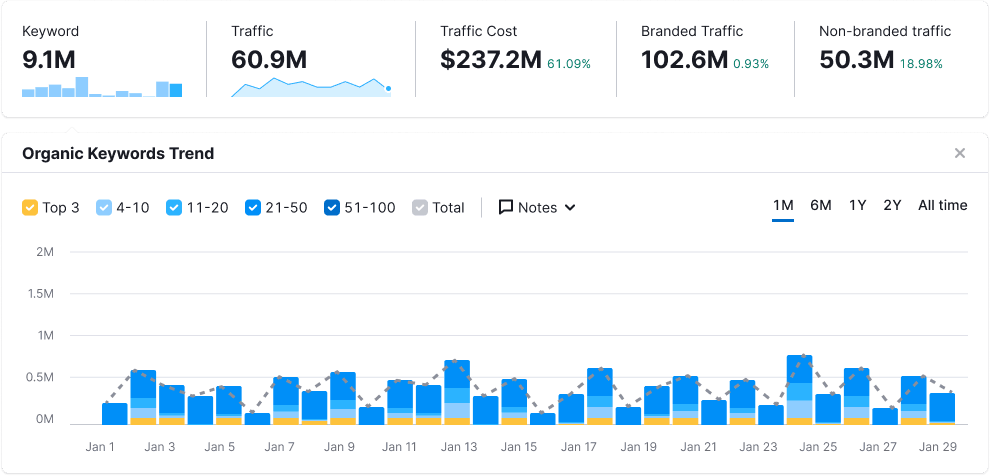 Keyword Traffic Traffic Cost Branded Traffic Non-branded traffic
9.1M 60.9M $237.2M 61.09% 102.6M 0.93% 50.3M 18.98%
Organic Keywords Trend
Top 3 4-10 11-20 21-50 51-100 Total Notes 1M 6M 1Y 2Y All time
2M
1.5M
1M
0.5M
0M
Jan 1 Jan 3 Jan 5 Jan 7 Jan 9 Jan 11 Jan 13 Jan 15 Jan 17 Jan 19 Jan 21 Jan 23 Jan 25 Jan 27 Jan 29